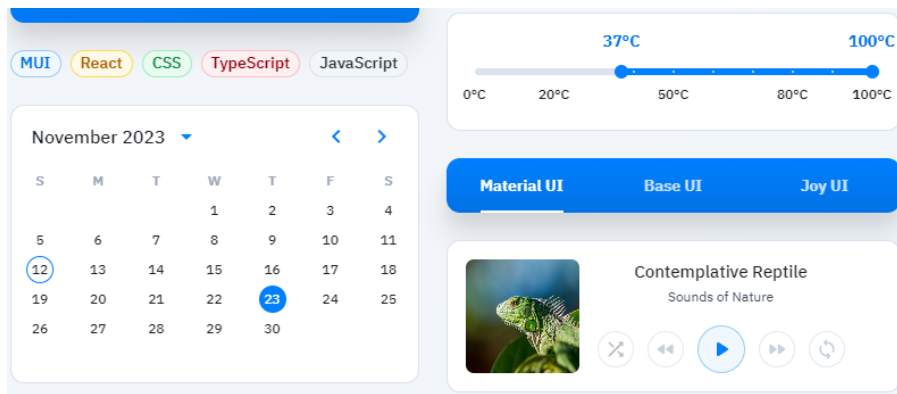 MUI React CSS TypeScript JavaScript
November 2023
S M T W T F S
1 2 3 4
5 6 7 8 9 10 11
12 13 14 15 16 17 18
19 20 21 22 23 24 25
26 27 28 29 30
37°C 100°C
0°C 20°C 50°C 80°C 100°C
Material UI Base UI Joy UI
Contemplative Reptile
Sounds of Nature